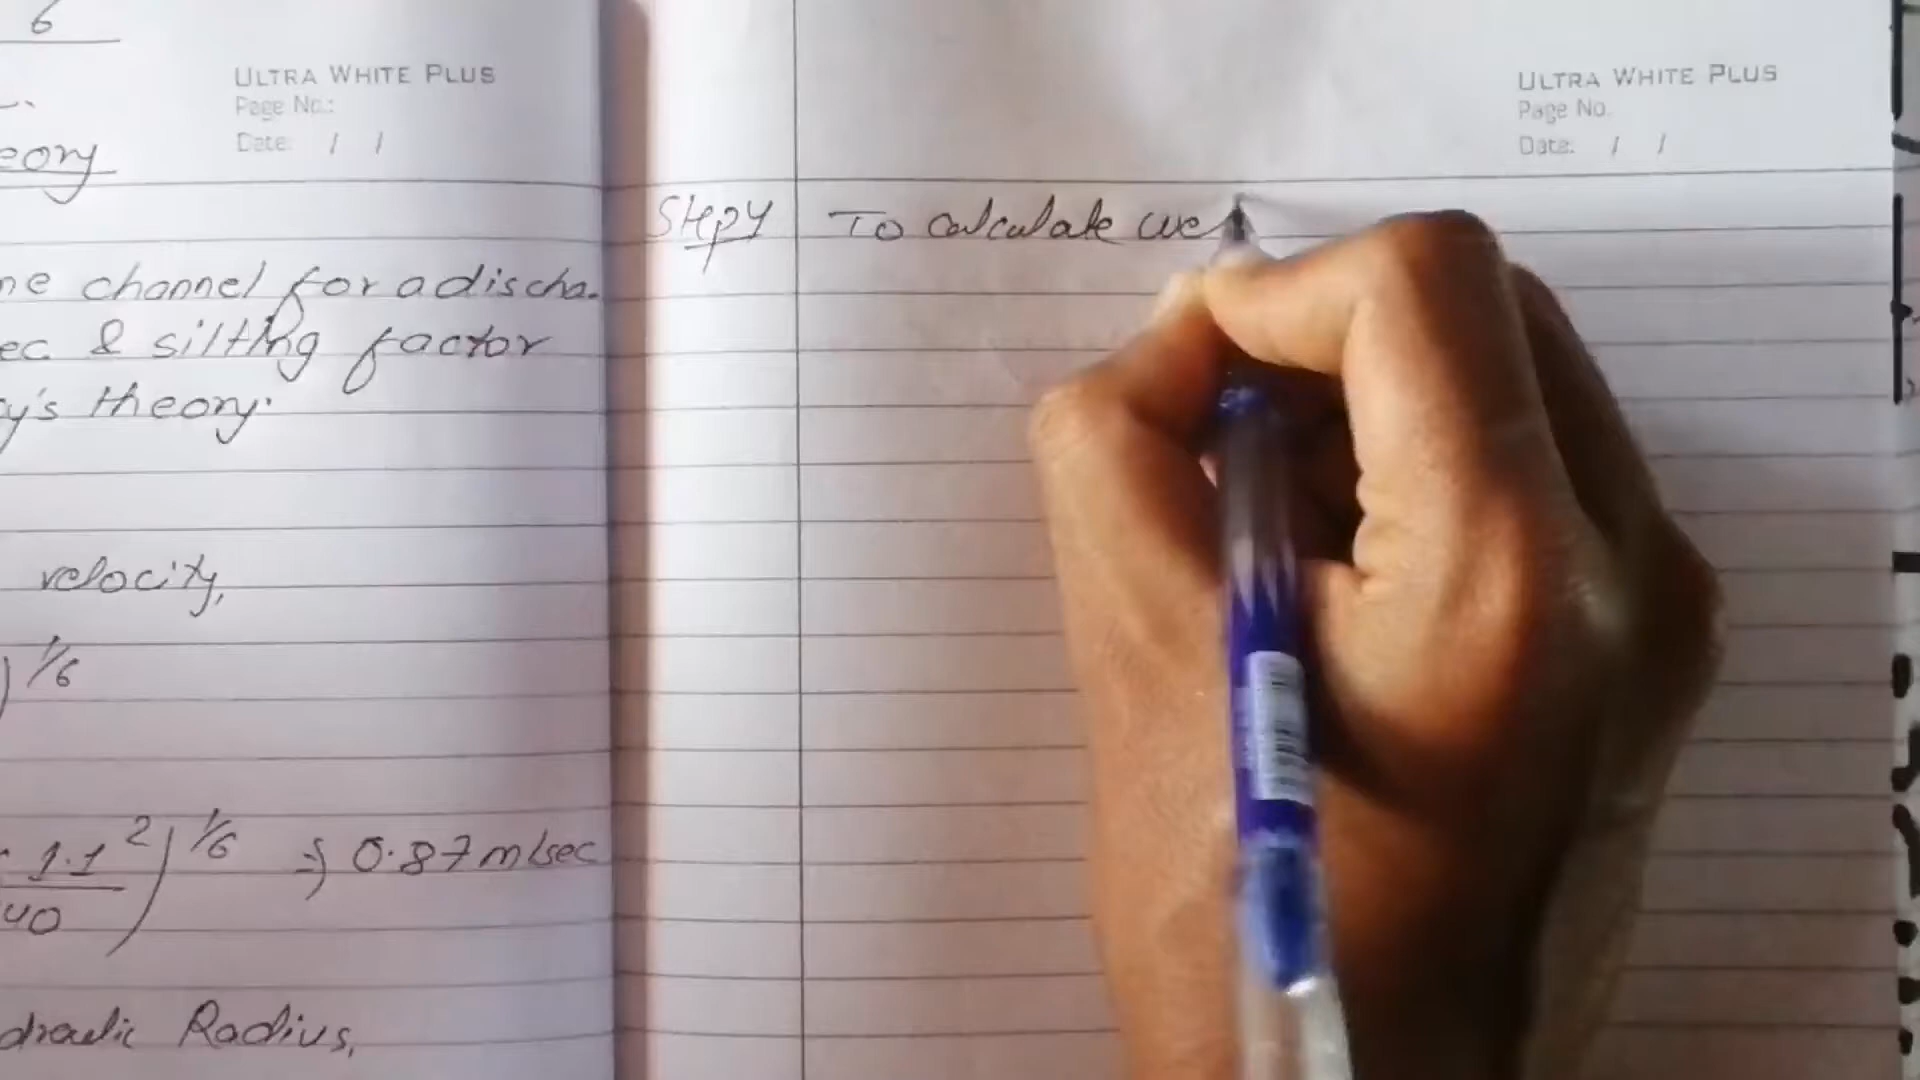 6
ULTRA WHITE PLUS
Page No.:
Date: / /
eory
ne channel for a discha.
ec & silting factor
y's theory.
velocity,
) 1/6
1.1 2) 1/6 ⇒ 0.87 m/sec
40
draulic Radius,
ULTRA WHITE PLUS
Page No.
Date: / /
Step 4 To calculate we